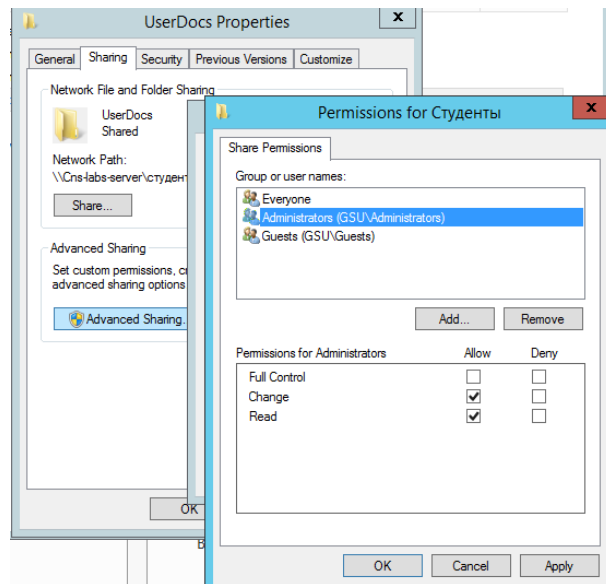 UserDocs Properties
x
General
Sharing
Security
Previous Versions
Customize
Network File and Folder Sharing
UserDocs
Shared
Network Path:
\\Cns-labs-server\студен
Share...
Advanced Sharing
Set custom permissions, c
advanced sharing options
Advanced Sharing.
OK
Permissions for Студенты
x
Share Permissions
Group or user names:
Everyone
Administrators (GSU\Administrators)
Guests (GSU\Guests)
Add...
Remove
Permissions for Administrators
Allow
Deny
Full Control
Change
Read
OK
Cancel
Apply